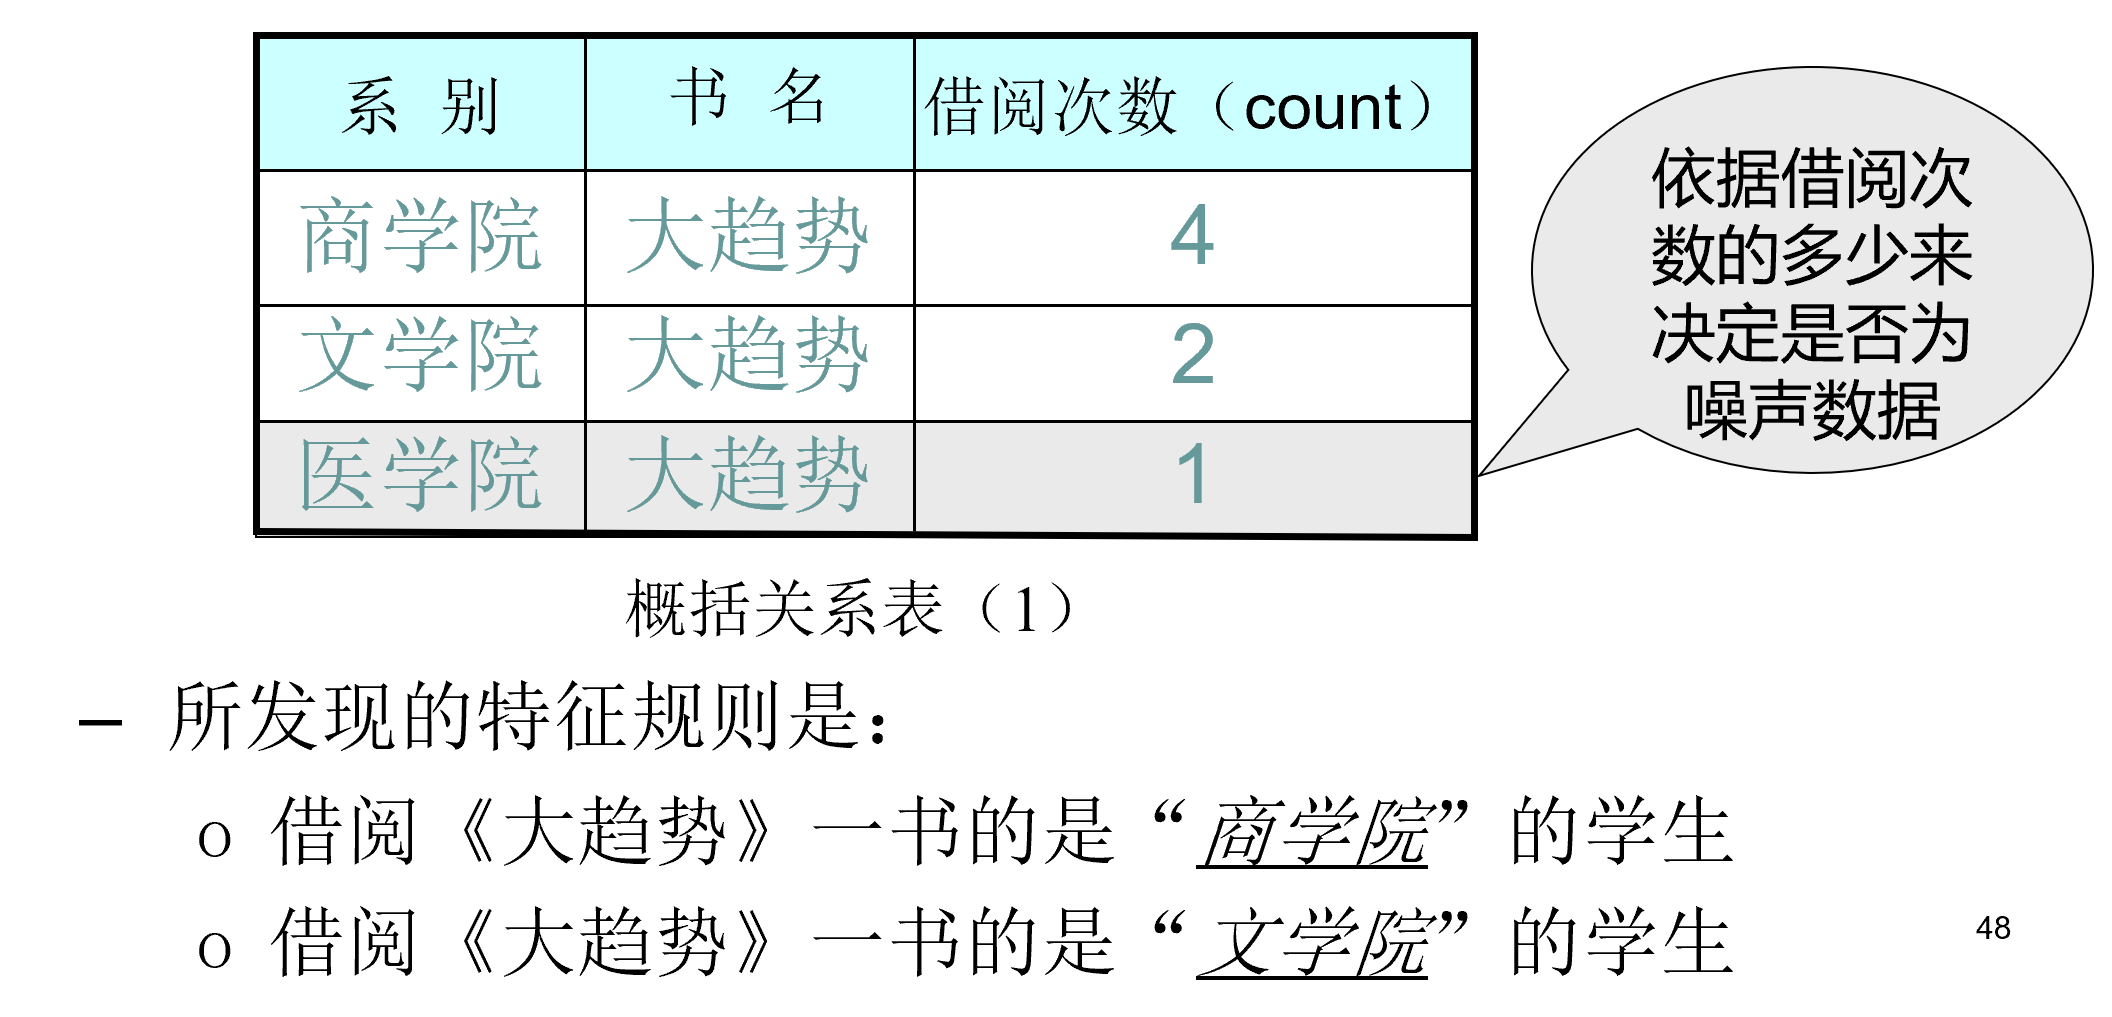 系 别 书 名 借阅次数（count）
商学院 大趋势 4
文学院 大趋势 2
医学院 大趋势 1
依据借阅次
数的多少来
决定是否为
噪声数据
概括关系表（1）
– 所发现的特征规则是：
o 借阅《大趋势》一书的是“商学院”的学生
o 借阅《大趋势》一书的是“文学院”的学生
48